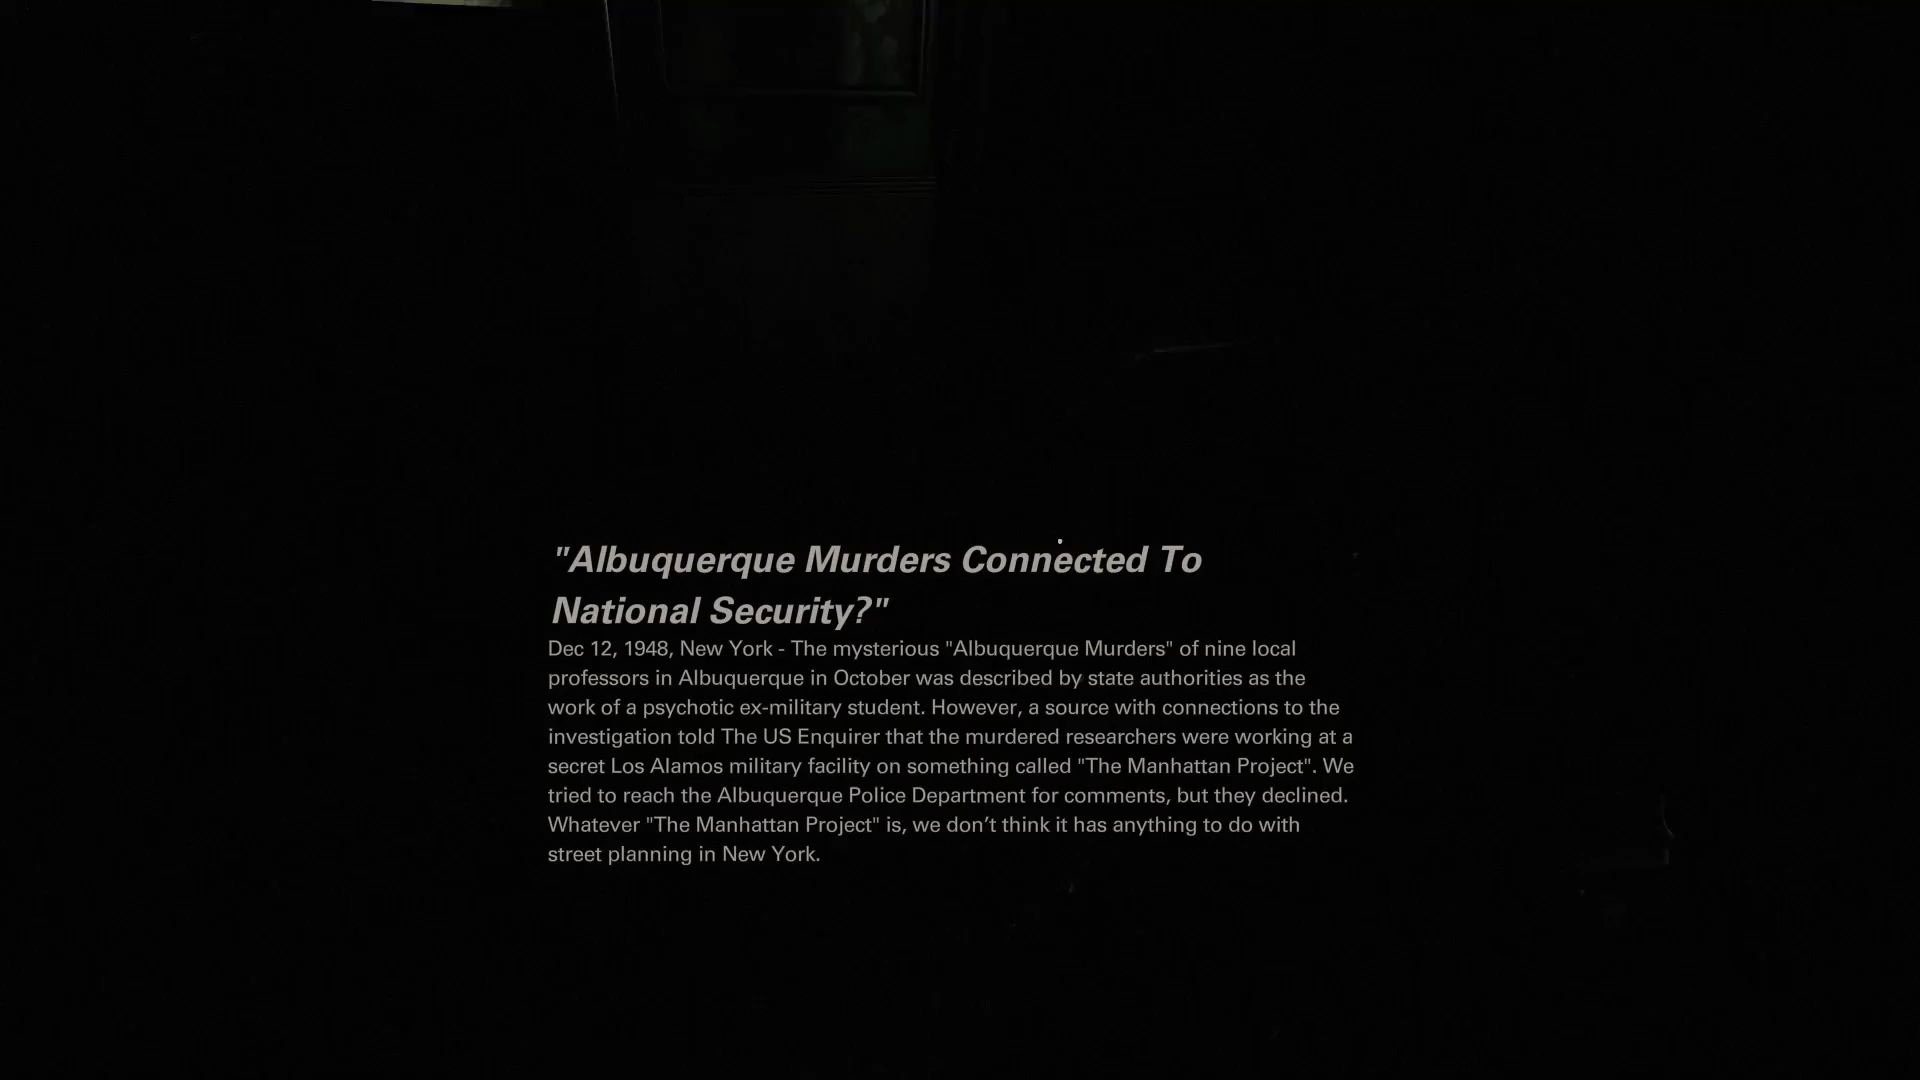 "Albuquerque Murders Connected To
National Security?"
Dec 12, 1948, New York - The mysterious "Albuquerque Murders" of nine local
professors in Albuquerque in October was described by state authorities as the
work of a psychotic ex-military student. However, a source with connections to the
investigation told The US Enquirer that the murdered researchers were working at a
secret Los Alamos military facility on something called "The Manhattan Project". We
tried to reach the Albuquerque Police Department for comments, but they declined.
Whatever "The Manhattan Project" is, we don’t think it has anything to do with
street planning in New York.